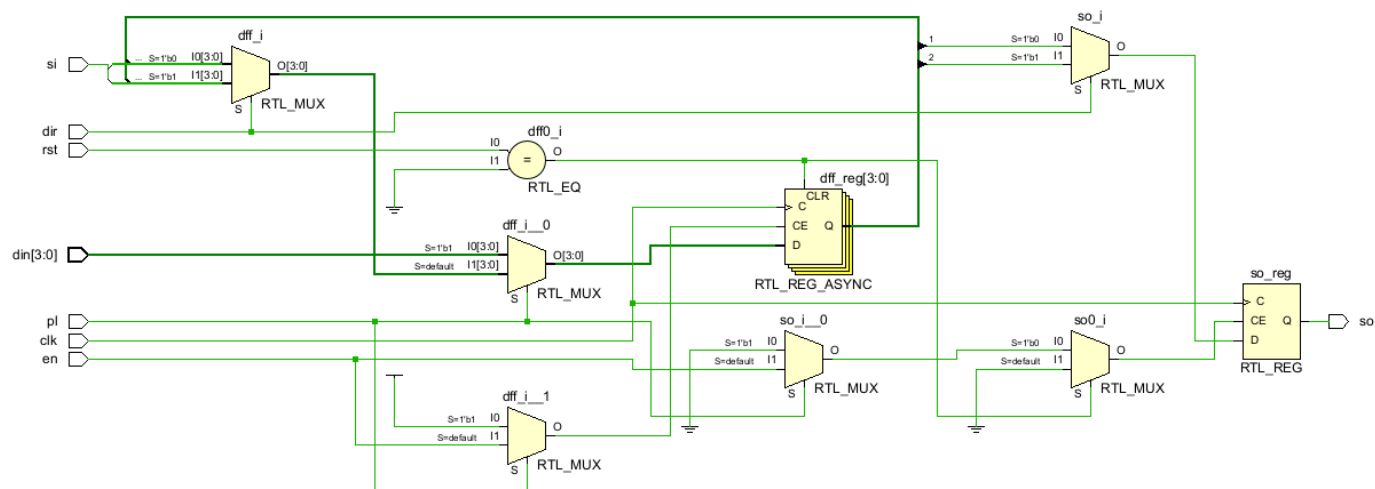 so_i
dff_i
1
S=1'b0 I0
O
si
... S=1'b0 I0[3:0]
O[3:0]
2
S=1'b1 I1
... S=1'b1 I1[3:0]
S
RTL_MUX
S
RTL_MUX
dir
dff0_i
rst
I0
O
=
I1
dff_reg[3:0]
RTL_EQ
CLR
C
dff_i__0
CE
Q
din[3:0]
S=1'b1 I0[3:0]
O[3:0]
D
S=default I1[3:0]
so_reg
RTL_REG_ASYNC
S
RTL_MUX
C
pl
so_i__0
so0_i
CE
Q
so
clk
S=1'b1 I0
O
S=1'b0 I0
O
D
en
S=default I1
S=default I1
RTL_REG
S
RTL_MUX
S
RTL_MUX
dff_i__1
S=1'b1 I0
O
S=default I1
S
RTL_MUX